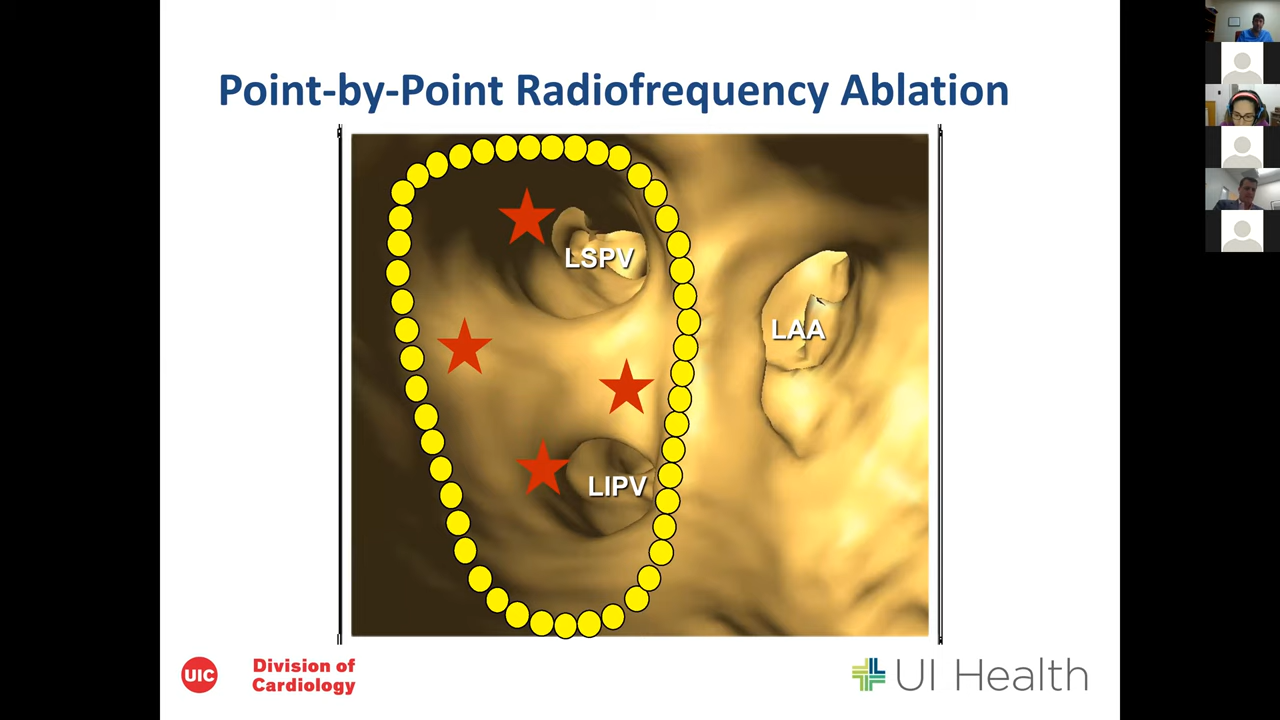 Point-by-Point Radiofrequency Ablation
LSPV
LAA
LIPV
UIC
Division of
Cardiology
UI Health